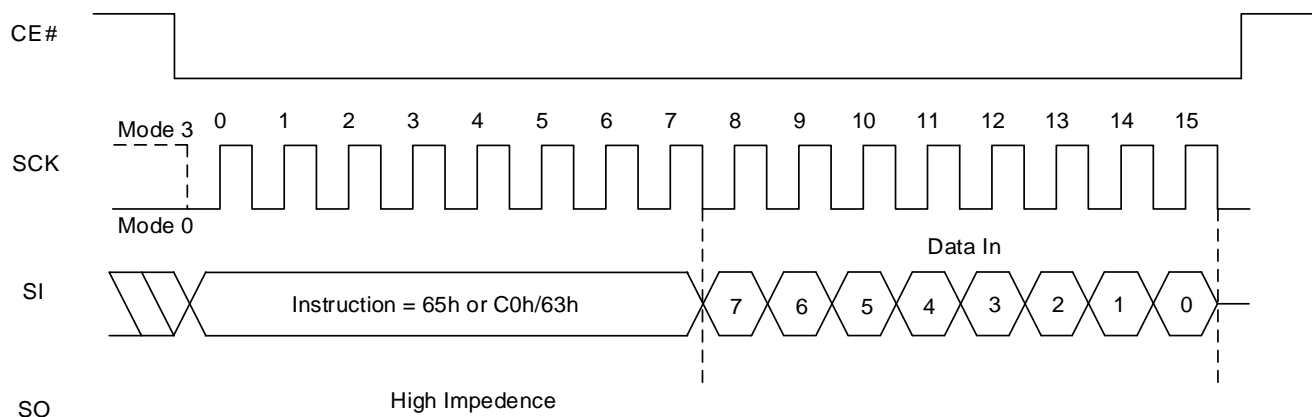 CE#
Mode 3
0 1 2 3 4 5 6 7 8 9 10 11 12 13 14 15
SCK
Mode 0
Data In
SI
Instruction = 65h or C0h/63h
7 6 5 4 3 2 1 0
High Impedence
SO